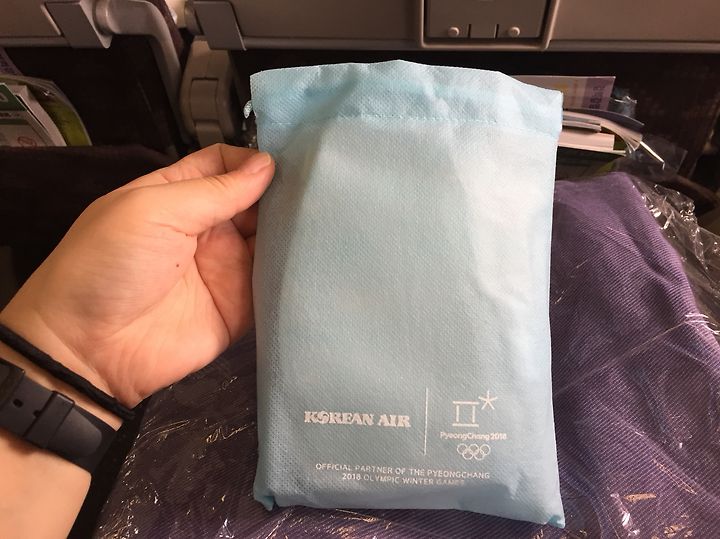 KOREAN AIR
PyeongChang 2018
OFFICIAL PARTNER OF THE PYEONGCHANG
2018 OLYMPIC WINTER GAMES